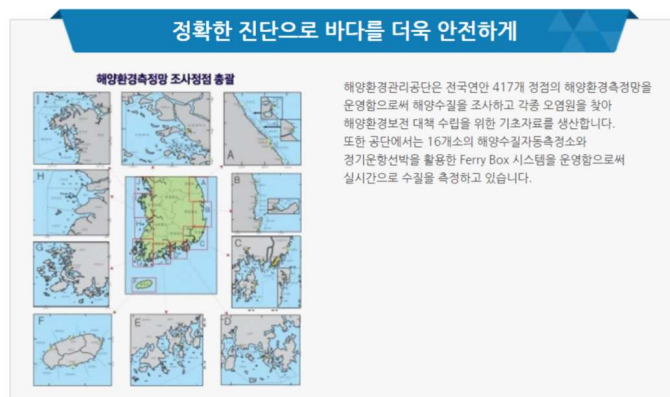 정확한 진단으로 바다를 더욱 안전하게
해양환경측정망 조사정점 총괄
해양환경관리공단은 전국연안 417개 정점의 해양환경측정망을
운영함으로써 해양수질을 조사하고 각종 오염원을 찾아
해양환경보전 대책 수립을 위한 기초자료를 생산합니다.
또한 공단에서는 16개소의 해양수질자동측정소와
정기운항선박을 활용한 Ferry Box 시스템을 운영함으로써
실시간으로 수질을 측정하고 있습니다.
I
A
H
B
G
C
F
E
D
A
B
C